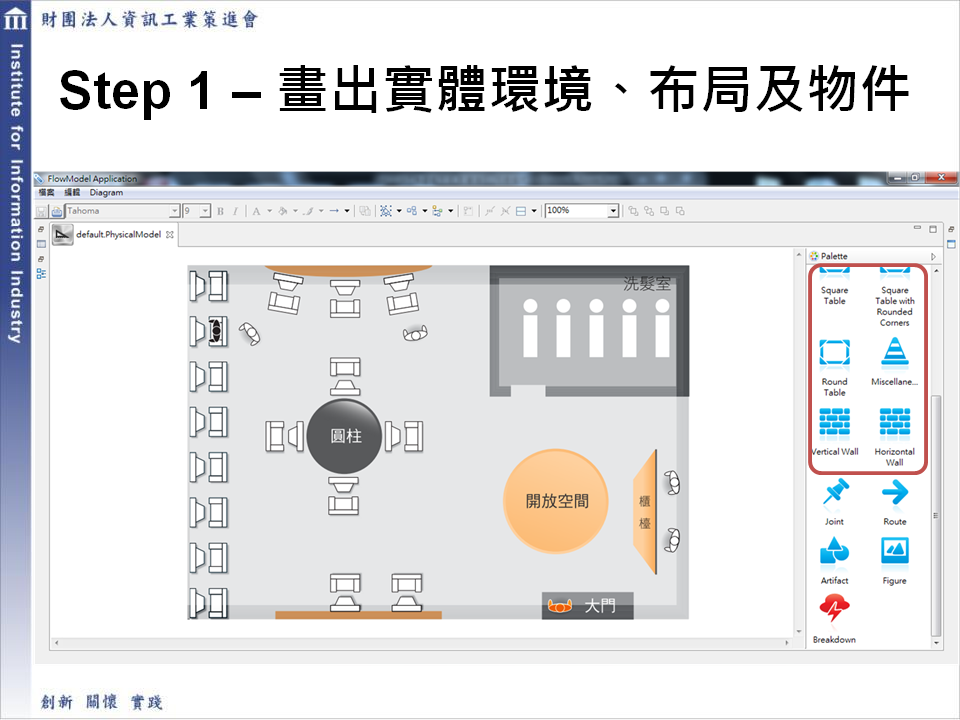 財團法人資訊工業策進會
Institute for Information Industry
Step 1 – 畫出實體環境、布局及物件
FlowModel Application
檔案 編輯 Diagram
Tahoma 9 B I A 100%
default.PhysicalModel
洗髮室
圓柱
開放空間
櫃
檯
大門
Palette
Square Table
Square Table with Rounded Corners
Round Table
Miscellane...
Vertical Wall
Horizontal Wall
Joint
Route
Artifact
Figure
Breakdown
創新 關懷 實踐